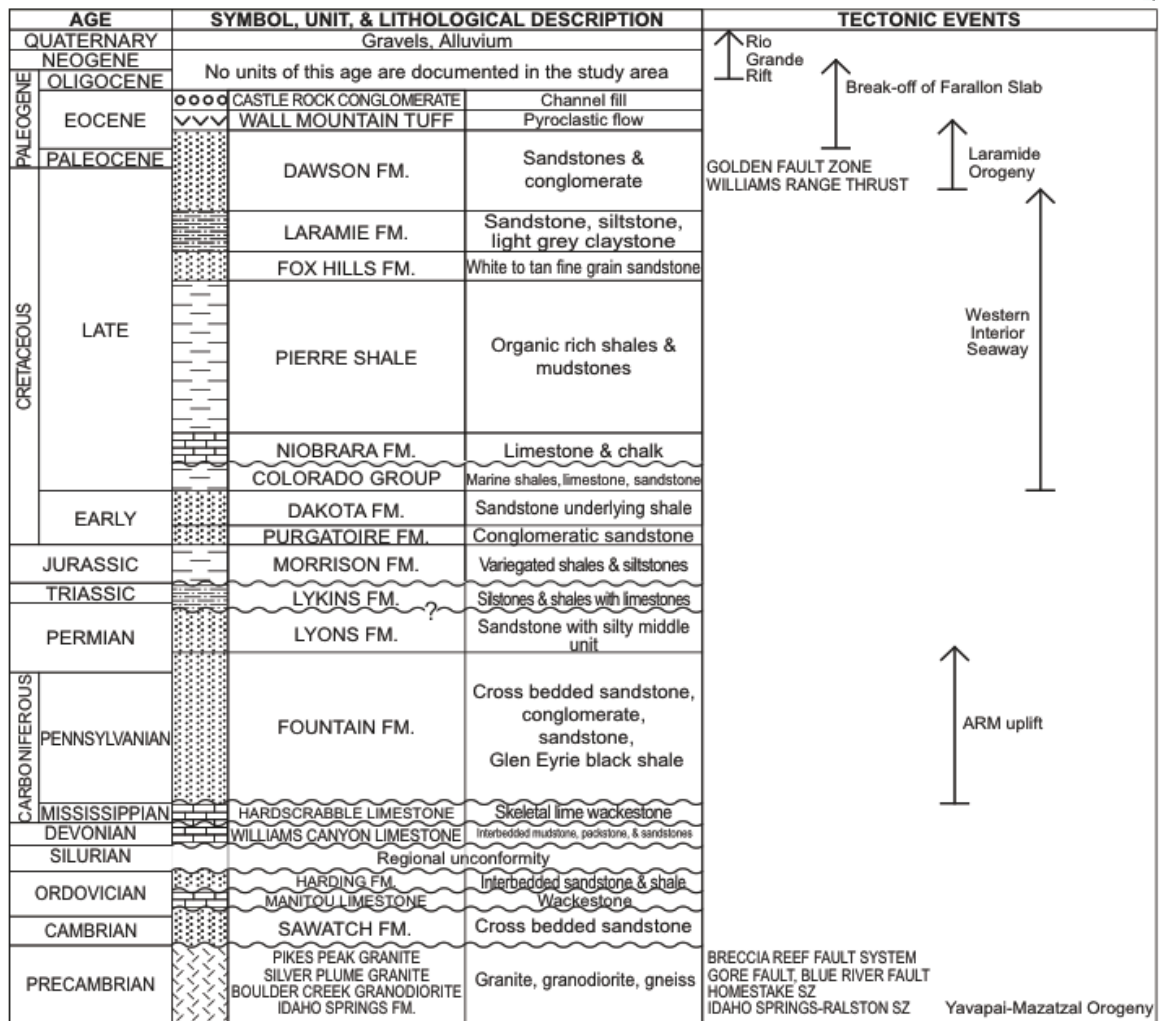 AGE SYMBOL, UNIT, & LITHOLOGICAL DESCRIPTION TECTONIC EVENTS
QUATERNARY
Gravels, Alluvium
NEOGENE
PALEOGENE
OLIGOCENE
No units of this age are documented in the study area
EOCENE
CASTLE ROCK CONGLOMERATE
Channel fill
WALL MOUNTAIN TUFF
Pyroclastic flow
PALEOCENE
DAWSON FM.
Sandstones &
conglomerate
CRETACEOUS
LATE
LARAMIE FM.
Sandstone, siltstone,
light grey claystone
FOX HILLS FM.
White to tan fine grain sandstone
PIERRE SHALE
Organic rich shales &
mudstones
NIOBRARA FM.
Limestone & chalk
COLORADO GROUP
Marine shales, limestone, sandstone
EARLY
DAKOTA FM.
Sandstone underlying shale
PURGATOIRE FM.
Conglomeratic sandstone
JURASSIC
MORRISON FM.
Variegated shales & siltstones
TRIASSIC
LYKINS FM.
Silstones & shales with limestones
?
PERMIAN
LYONS FM.
Sandstone with silty middle
unit
CARBONIFEROUS
PENNSYLVANIAN
FOUNTAIN FM.
Cross bedded sandstone,
conglomerate,
sandstone,
Glen Eyrie black shale
MISSISSIPPIAN
HARDSCRABBLE LIMESTONE
Skeletal lime wackestone
DEVONIAN
WILLIAMS CANYON LIMESTONE
Interbedded mudstone, packstone, & sandstones
SILURIAN
Regional unconformity
ORDOVICIAN
HARDING FM.
Interbedded sandstone & shale
MANITOU LIMESTONE
Wackestone
CAMBRIAN
SAWATCH FM.
Cross bedded sandstone
PRECAMBRIAN
PIKES PEAK GRANITE
SILVER PLUME GRANITE
BOULDER CREEK GRANODIORITE
IDAHO SPRINGS FM.
Granite, granodiorite, gneiss
Rio
Grande
Rift
Break-off of Farallon Slab
GOLDEN FAULT ZONE
WILLIAMS RANGE THRUST
Laramide
Orogeny
Western
Interior
Seaway
ARM uplift
BRECCIA REEF FAULT SYSTEM
GORE FAULT, BLUE RIVER FAULT
HOMESTAKE SZ
IDAHO SPRINGS-RALSTON SZ
Yavapai-Mazatzal Orogeny